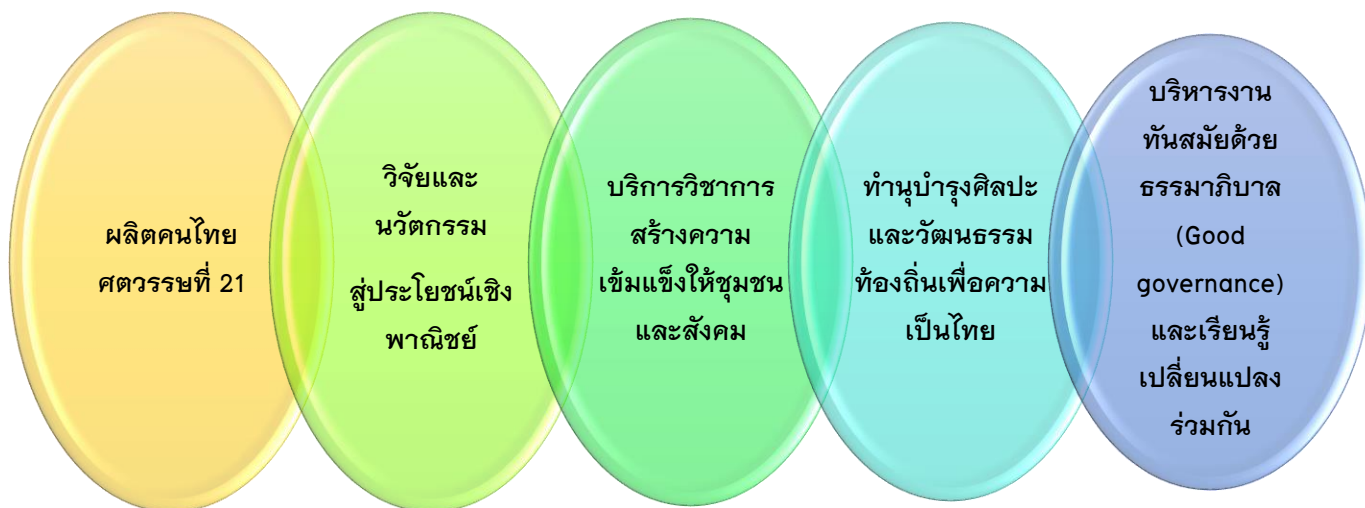 ผลิตคนไทย
ศตวรรษที่ 21
วิจัยและ
นวัตกรรม
สู่ประโยชน์เชิง
พาณิชย์
บริการวิชาการ
สร้างความ
เข้มแข็งให้ชุมชน
และสังคม
ทำนุบำรุงศิลปะ
และวัฒนธรรม
ท้องถิ่นเพื่อความ
เป็นไทย
บริหารงาน
ทันสมัยด้วย
ธรรมาภิบาล
(Good
governance)
และเรียนรู้
เปลี่ยนแปลง
ร่วมกัน